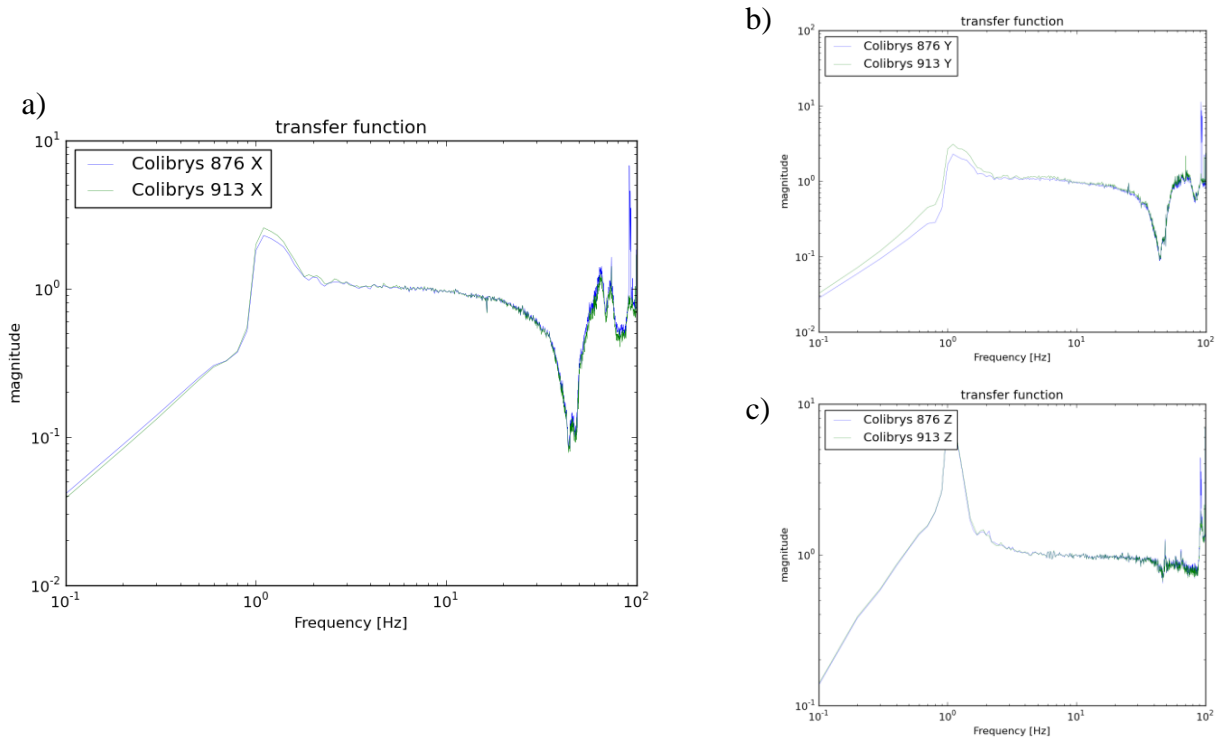 a)
transfer function
10^1
Colibrys 876 X
Colibrys 913 X
10^0
magnitude
10^-1
10^-2
10^-1 10^0 10^1 10^2
Frequency [Hz]
b)
transfer function
10^2
Colibrys 876 Y
Colibrys 913 Y
10^1
10^0
magnitude
10^-1
10^-2
10^-1 10^0 10^1 10^2
Frequency [Hz]
c)
transfer function
10^1
Colibrys 876 Z
Colibrys 913 Z
10^0
magnitude
10^-1
10^-1 10^0 10^1 10^2
Frequency [Hz]